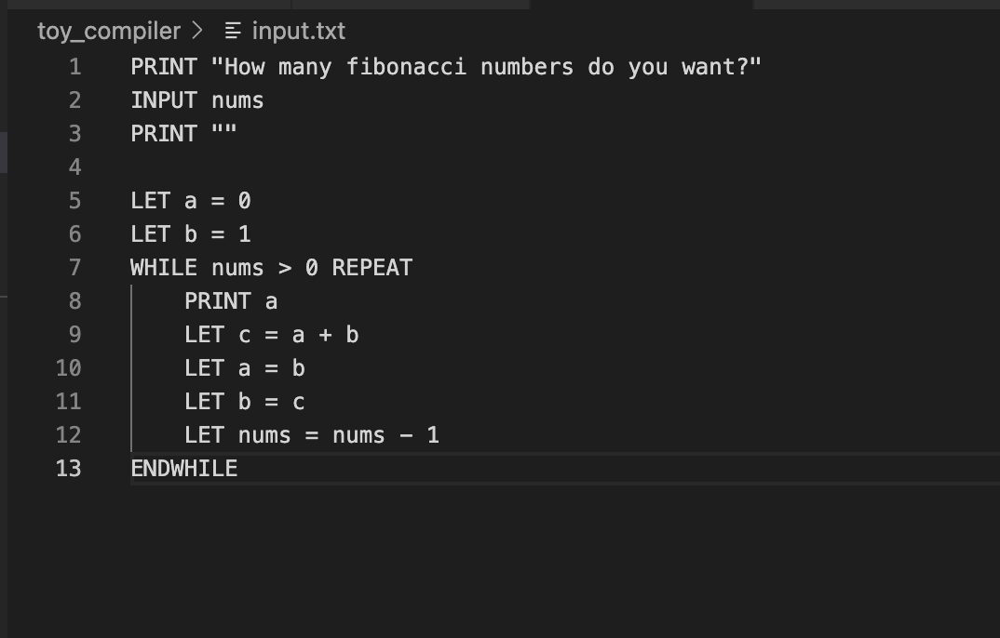 toy_compiler > input.txt
1 PRINT "How many fibonacci numbers do you want?"
2 INPUT nums
3 PRINT ""
4
5 LET a = 0
6 LET b = 1
7 WHILE nums > 0 REPEAT
8     PRINT a
9     LET c = a + b
10     LET a = b
11     LET b = c
12     LET nums = nums - 1
13 ENDWHILE